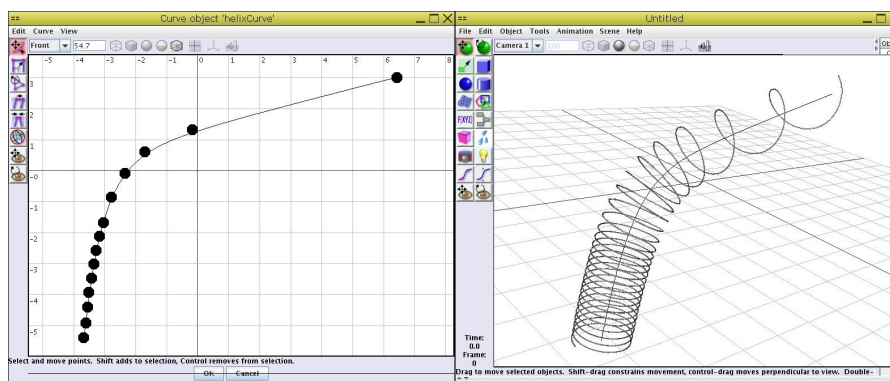 Curve object 'helixCurve'
Edit Curve View
Front 54.7
-5 -4 -3 -2 -1 0 1 2 3 4 5 6 7 8
3
2
1
-0
-1
-2
-3
-4
-5
Select and move points. Shift adds to selection, Control removes from selection.
OK Cancel
Untitled
File Edit Object Tools Animation Scene Help
Camera 1 100
Ob
F(XYZ)
Time:
0.0
Frame:
0
Drag to move selected objects. Shift-drag constrains movement, control-drag moves perpendicular to view. Double-